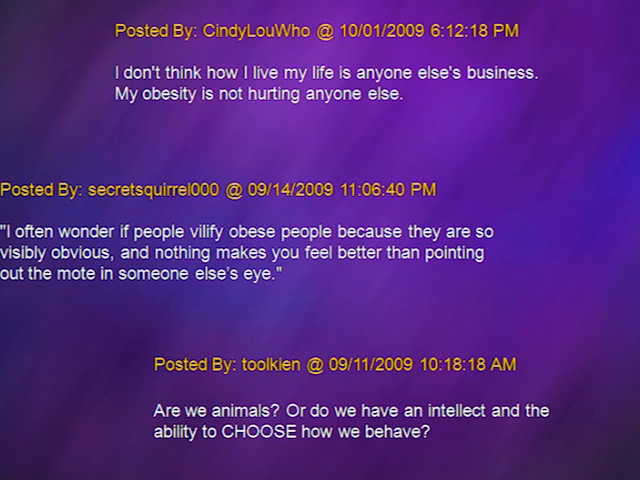 Posted By: CindyLouWho @ 10/01/2009 6:12:18 PM
I don't think how I live my life is anyone else's business.
My obesity is not hurting anyone else.
Posted By: secretsquirrel000 @ 09/14/2009 11:06:40 PM
"I often wonder if people vilify obese people because they are so
visibly obvious, and nothing makes you feel better than pointing
out the mote in someone else’s eye."
Posted By: toolkien @ 09/11/2009 10:18:18 AM
Are we animals? Or do we have an intellect and the
ability to CHOOSE how we behave?